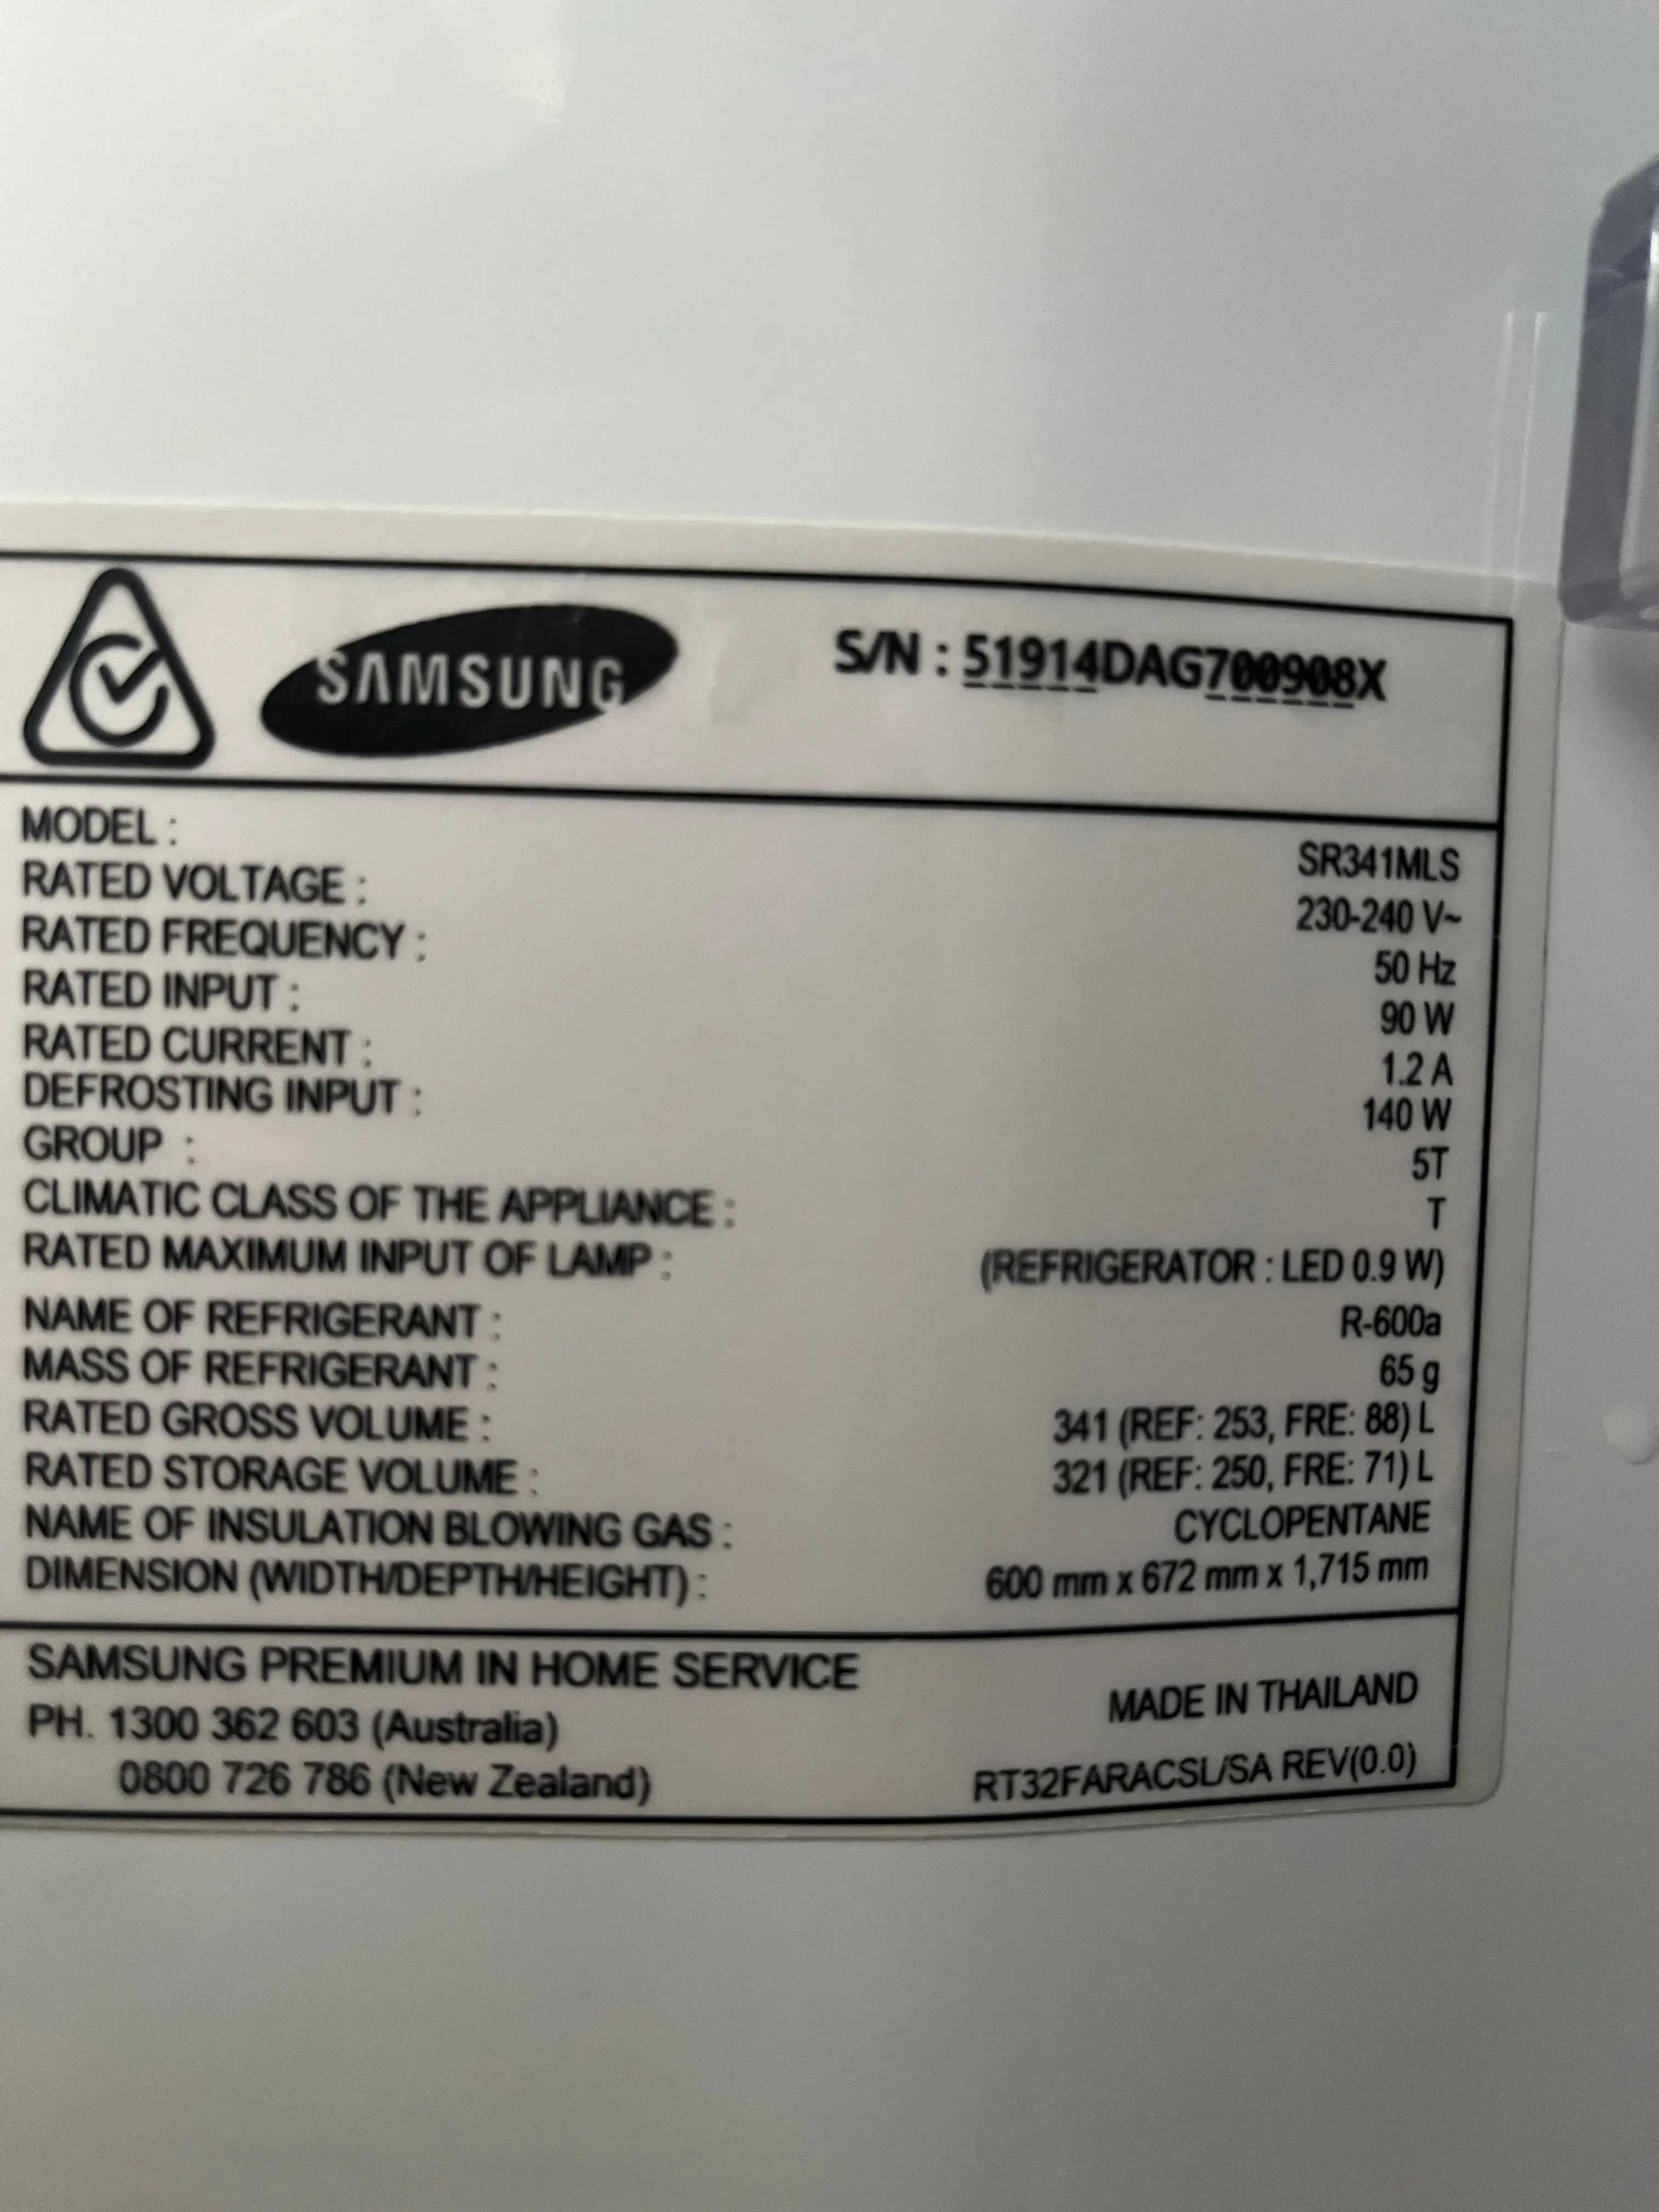 SAMSUNG S/N : 51914DAG700908X
MODEL : SR341MLS
RATED VOLTAGE : 230-240 V~
RATED FREQUENCY : 50 Hz
RATED INPUT : 90 W
RATED CURRENT : 1.2 A
DEFROSTING INPUT : 140 W
GROUP : 5T
CLIMATIC CLASS OF THE APPLIANCE : T
RATED MAXIMUM INPUT OF LAMP : (REFRIGERATOR : LED 0.9 W)
NAME OF REFRIGERANT : R-600a
MASS OF REFRIGERANT : 65 g
RATED GROSS VOLUME : 341 (REF: 253, FRE: 88) L
RATED STORAGE VOLUME : 321 (REF: 250, FRE: 71) L
NAME OF INSULATION BLOWING GAS : CYCLOPENTANE
DIMENSION (WIDTH/DEPTH/HEIGHT) : 600 mm x 672 mm x 1,715 mm
SAMSUNG PREMIUM IN HOME SERVICE
PH. 1300 362 603 (Australia) MADE IN THAILAND
0800 726 786 (New Zealand) RT32FARACSL/SA REV(0.0)